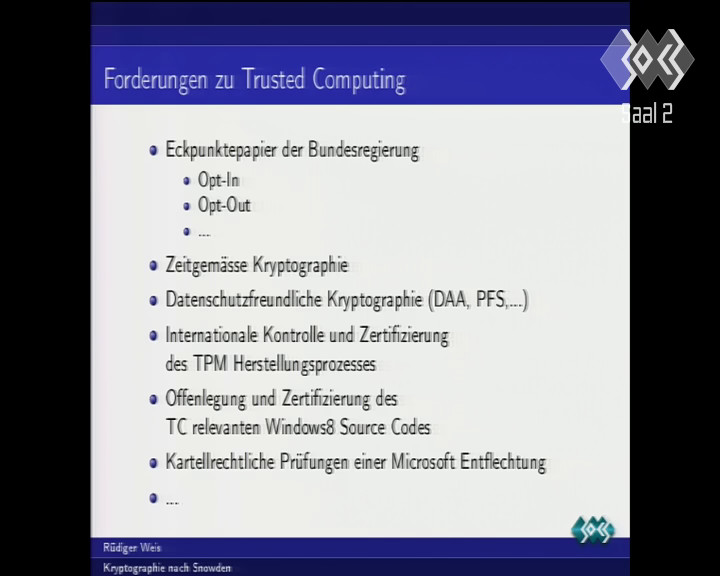 Forderungen zu Trusted Computing
Saal 2
Eckpunktepapier der Bundesregierung
Opt-In
Opt-Out
....
Zeitgemässe Kryptographie
Datenschutzfreundliche Kryptographie (DAA, PFS,....)
Internationale Kontrolle und Zertifizierung
des TPM Herstellungsprozesses
Offenlegung und Zertifizierung des
TC relevanten Windows8 Source Codes
Kartellrechtliche Prüfungen einer Microsoft Entflechtung
....
Rüdiger Weis
Kryptographie nach Snowden